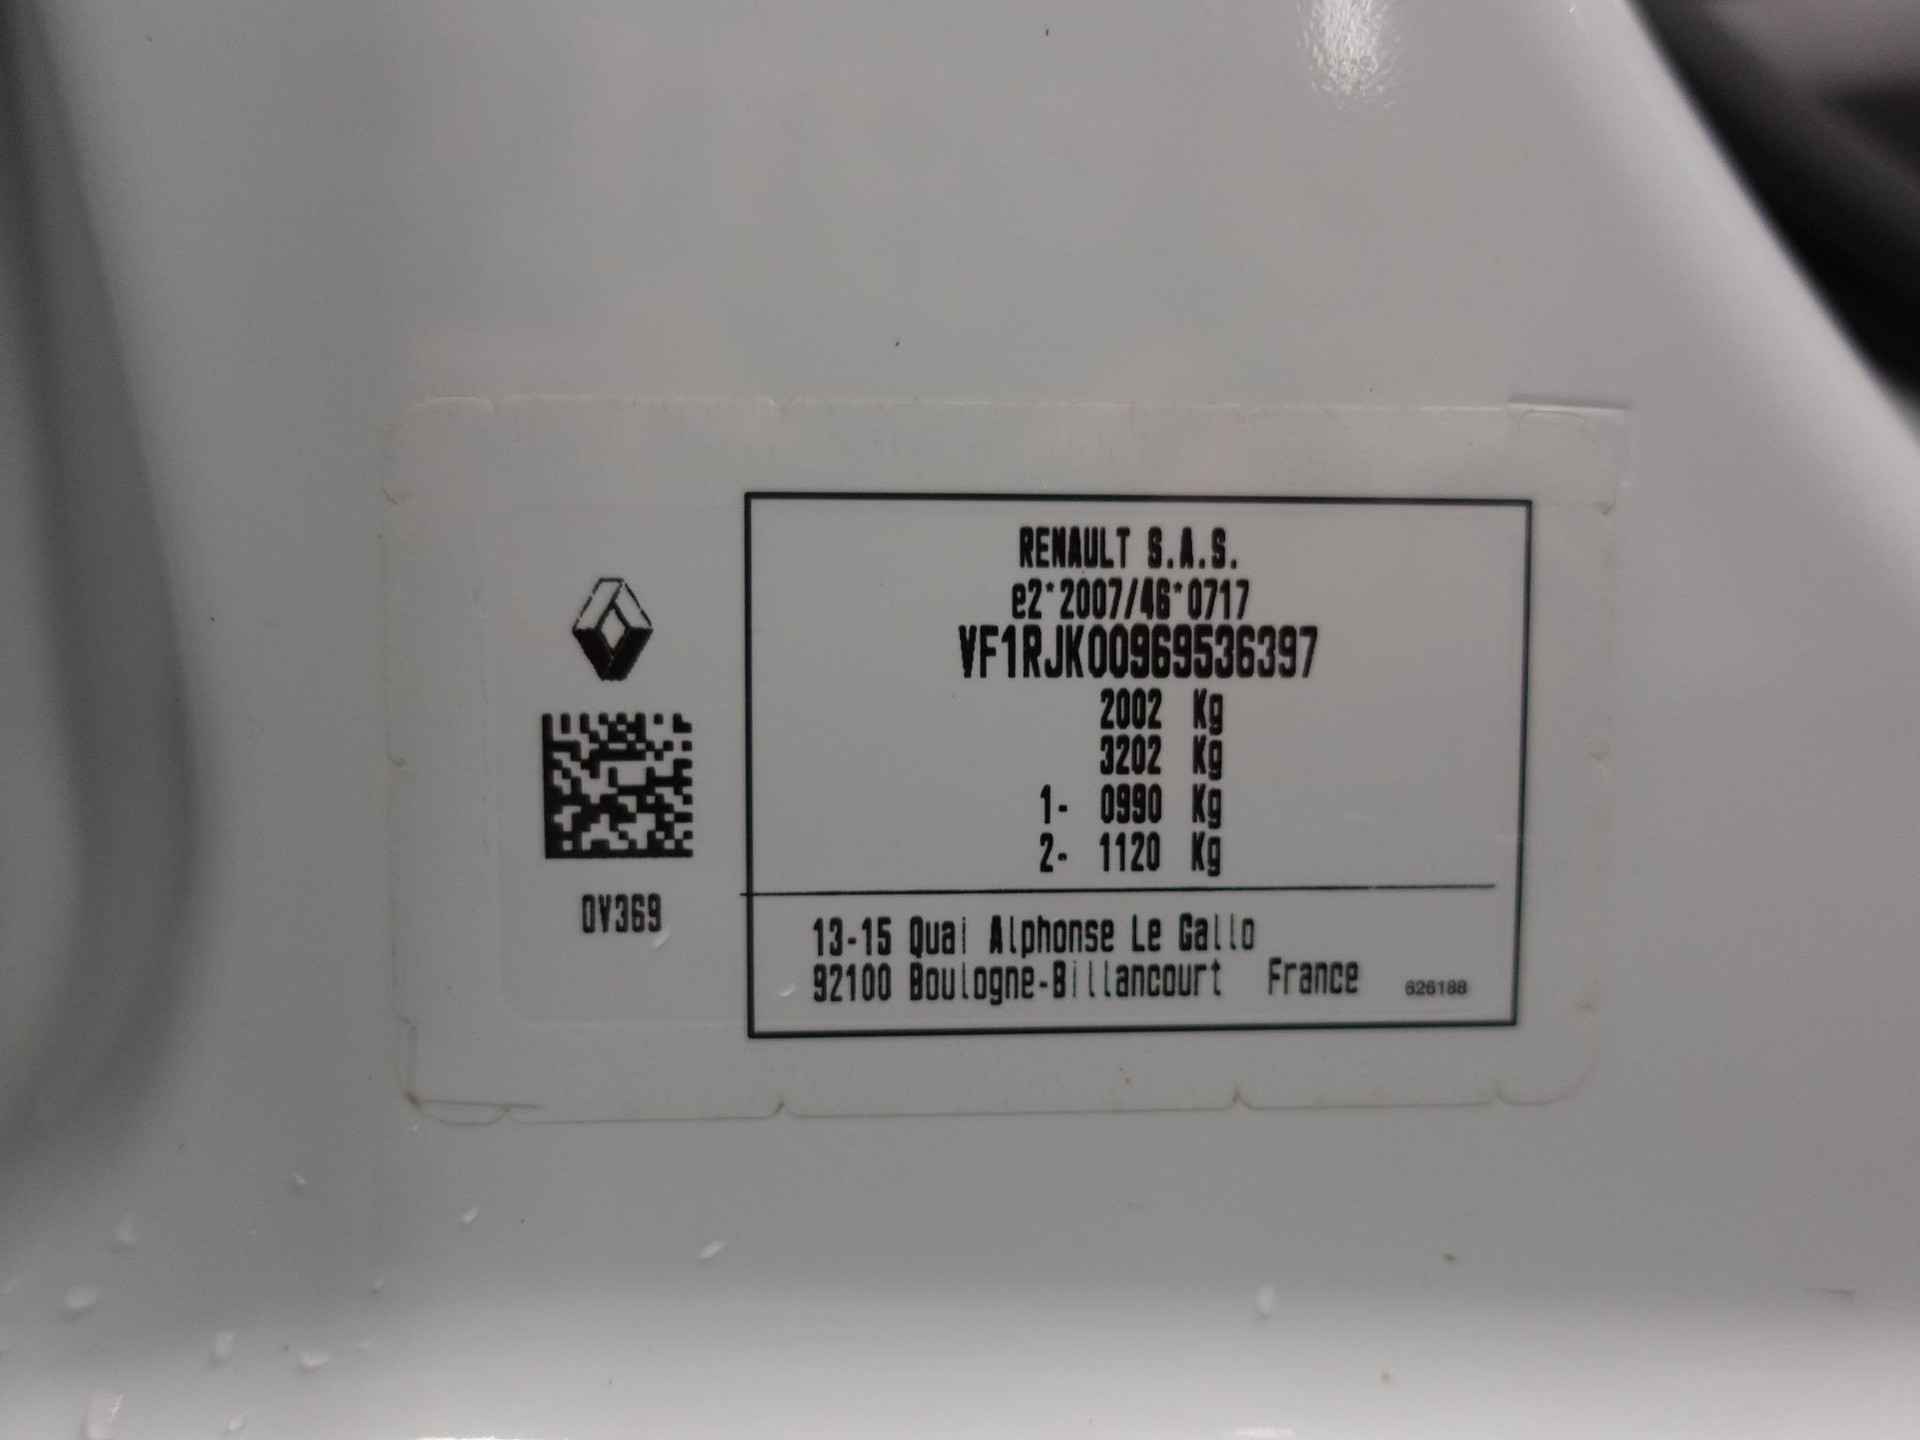 RENAULT S.A.S.
e2*2007/46*0717
VF1RJK00969536397
2002 Kg
3202 Kg
1- 0990 Kg
2- 1120 Kg
0V369
13-15 Quai Alphonse Le Gallo
92100 Boulogne-Billancourt France
626188